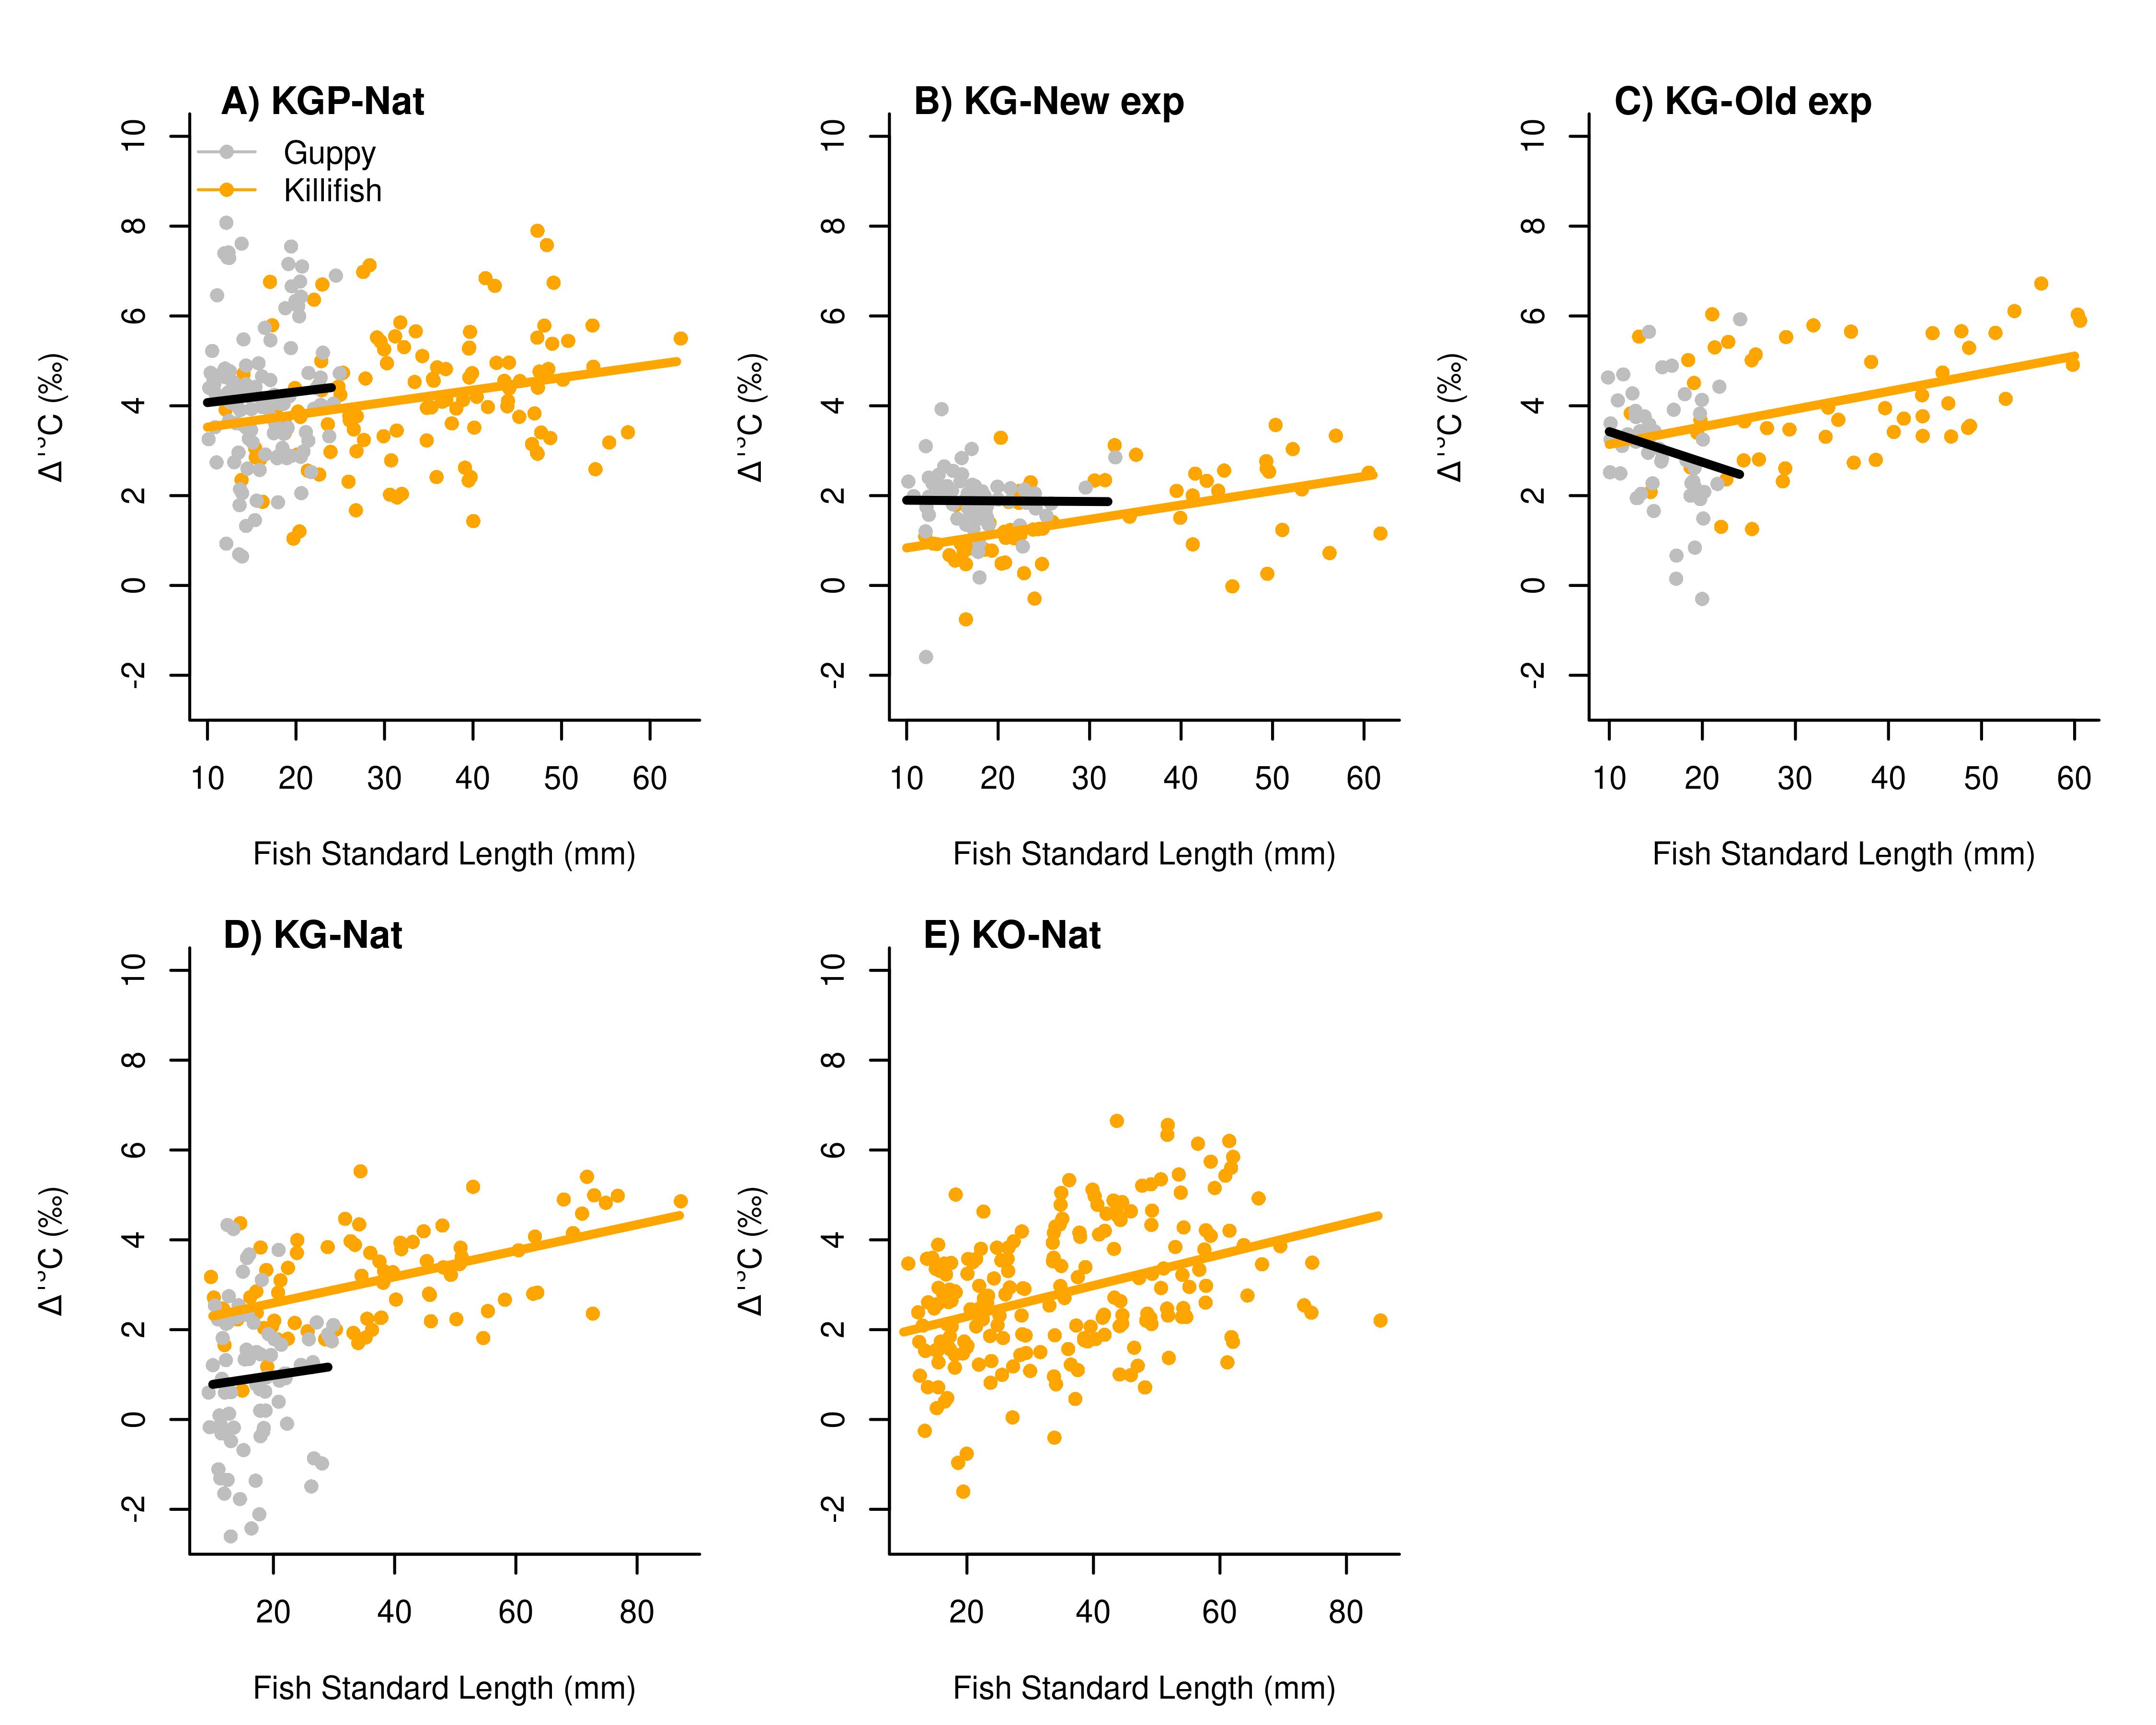 A) KGP-Nat
Guppy
Killifish
10
8
6
4
2
0
-2
Δ¹³C (‰)
10 20 30 40 50 60
Fish Standard Length (mm)
B) KG-New exp
10
8
6
4
2
0
-2
Δ¹³C (‰)
10 20 30 40 50 60
Fish Standard Length (mm)
C) KG-Old exp
10
8
6
4
2
0
-2
Δ¹³C (‰)
10 20 30 40 50 60
Fish Standard Length (mm)
D) KG-Nat
10
8
6
4
2
0
-2
Δ¹³C (‰)
20 40 60 80
Fish Standard Length (mm)
E) KO-Nat
10
8
6
4
2
0
-2
Δ¹³C (‰)
20 40 60 80
Fish Standard Length (mm)